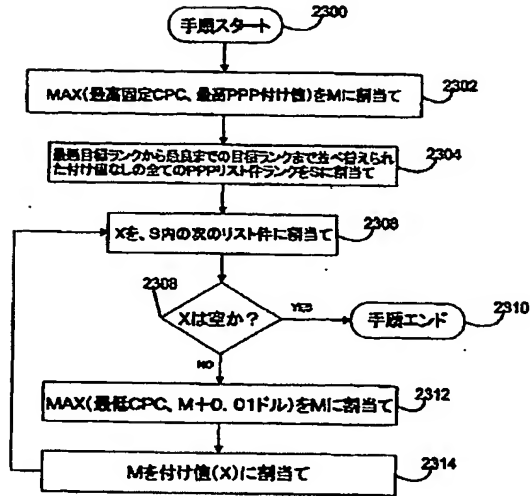 手順スタート
2300
MAX(最高固定CPC、最高PPP付け値)をMに割当て
2302
最悪目標ランクから最良までの目標ランクまで並べ替えられ
た付け値なしの全てのPPPリスト件ランクをSに割当て
2304
Xを、S内の次のリスト件に割当て
2308
2308
Xは空か?
YES
手順エンド
2310
NO
MAX(最低CPC、M+0.01ドル)をMに割当て
2312
Mを付け値(X)に割当て
2314